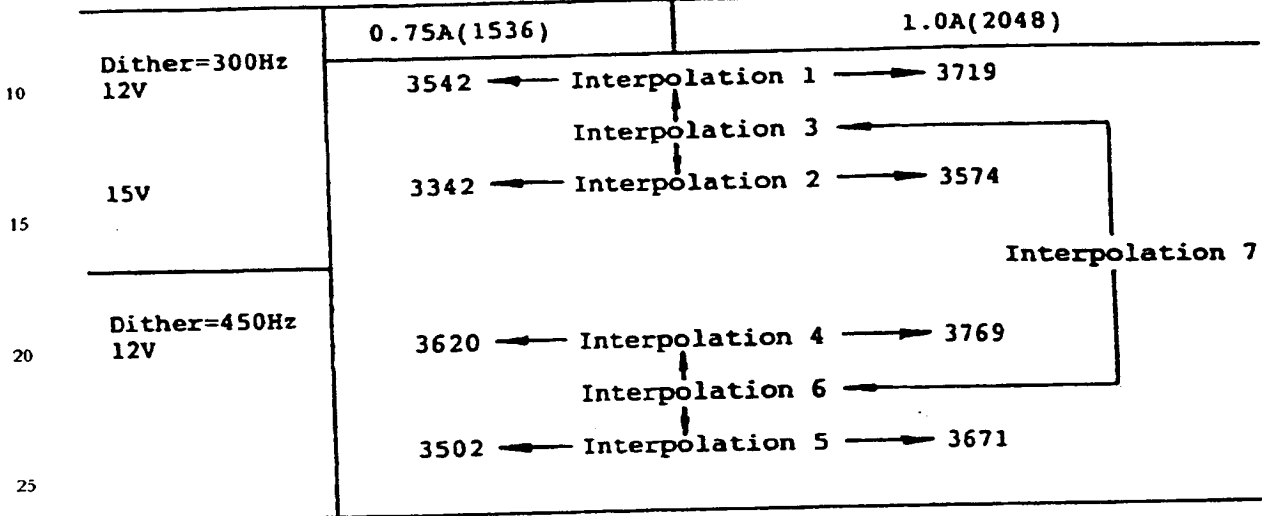 0.75A(1536) 1.0A(2048)
Dither=300Hz
10 12V 3542 Interpolation 1 3719
Interpolation 3
15V 3342 Interpolation 2 3574
15
Interpolation 7
Dither=450Hz
20 12V 3620 Interpolation 4 3769
Interpolation 6
3502 Interpolation 5 3671
25